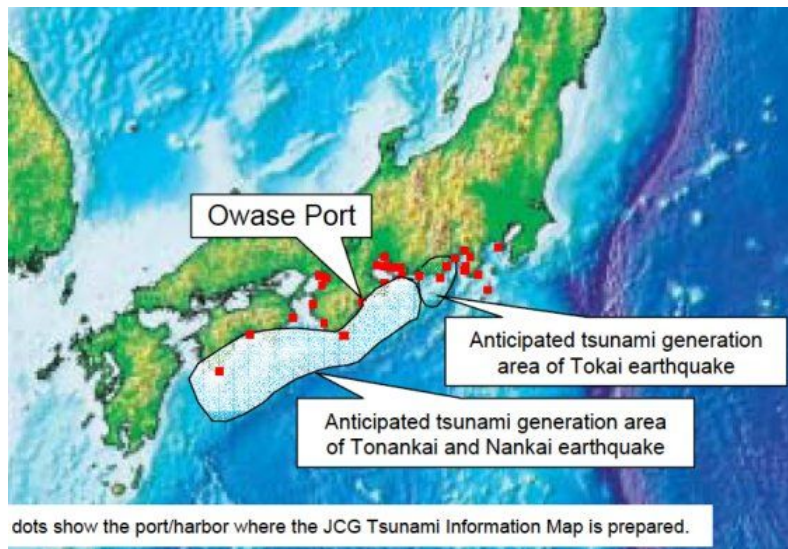 Owase Port
Anticipated tsunami generation
area of Tokai earthquake
Anticipated tsunami generation area
of Tonankai and Nankai earthquake
dots show the port/harbor where the JCG Tsunami Information Map is prepared.